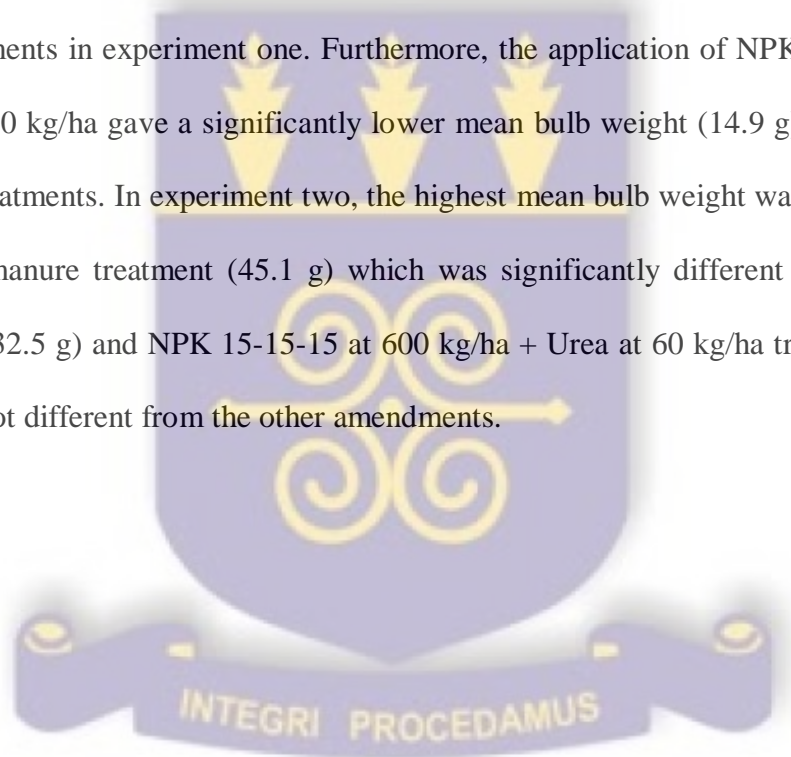 ments in experiment one. Furthermore, the application of NPK
0 kg/ha gave a significantly lower mean bulb weight (14.9 g
eatments. In experiment two, the highest mean bulb weight wa
manure treatment (45.1 g) which was significantly different
32.5 g) and NPK 15-15-15 at 600 kg/ha + Urea at 60 kg/ha tr
ot different from the other amendments.
INTEGRI PROCEDAMUS